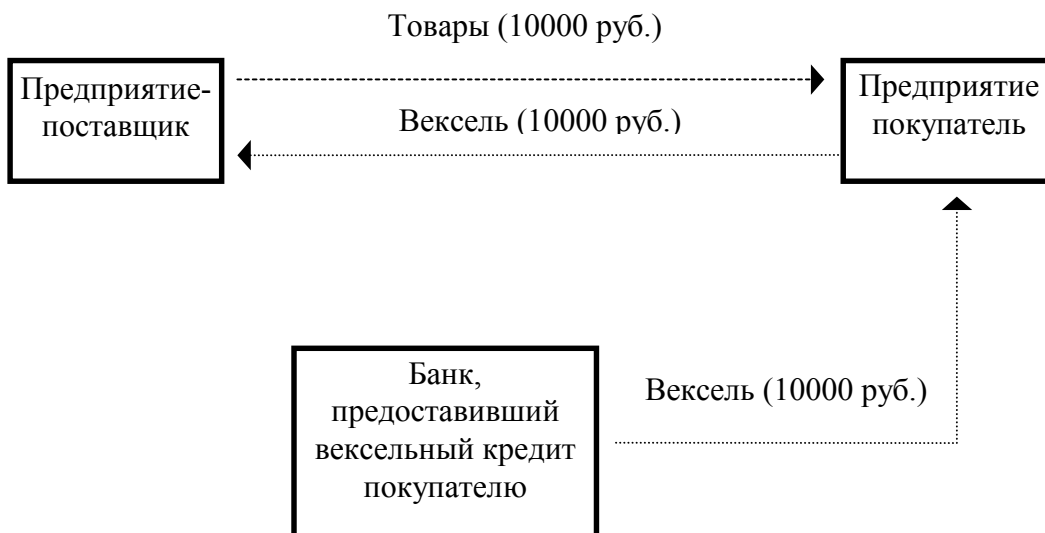 Товары (10000 руб.)
Предприятие-
поставщик
Предприятие
покупатель
Вексель (10000 руб.)
Банк,
предоставивший
вексельный кредит
покупателю
Вексель (10000 руб.)